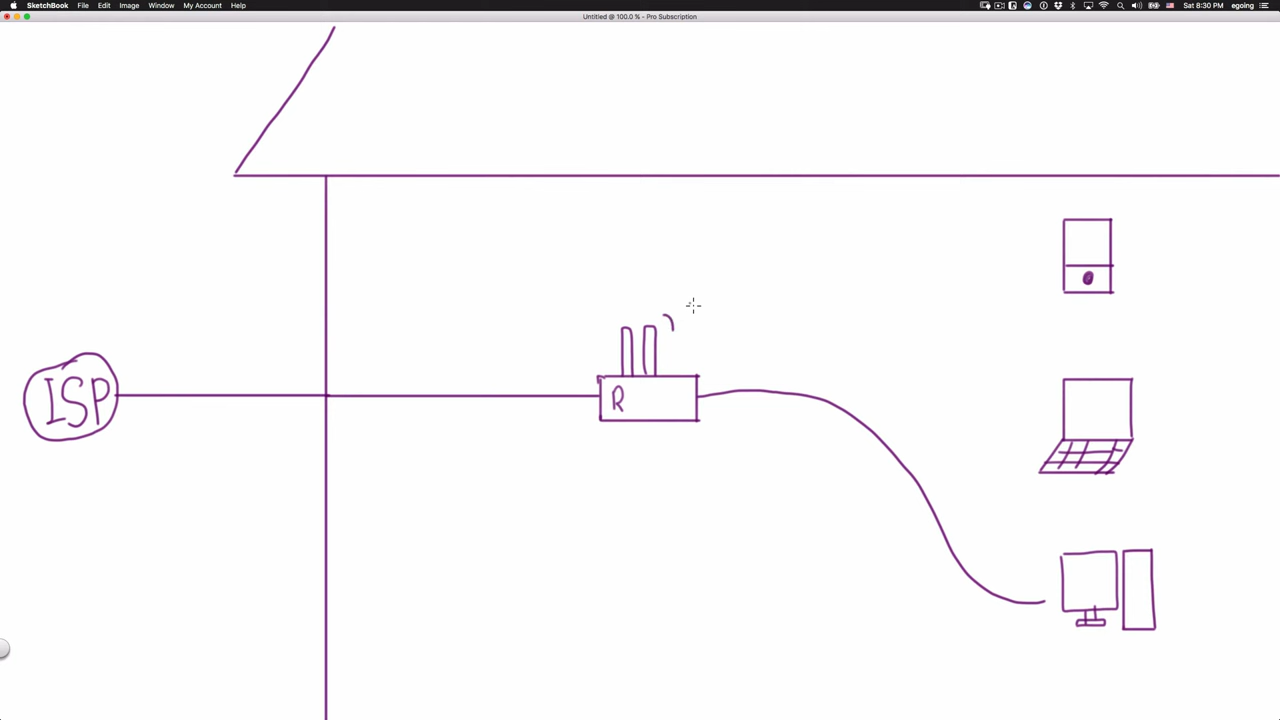 SketchBook File Edit Image Window My Account Help Sat 8:30 PM egoing
Untitled @ 100.0 % - Pro Subscription
ISP
R